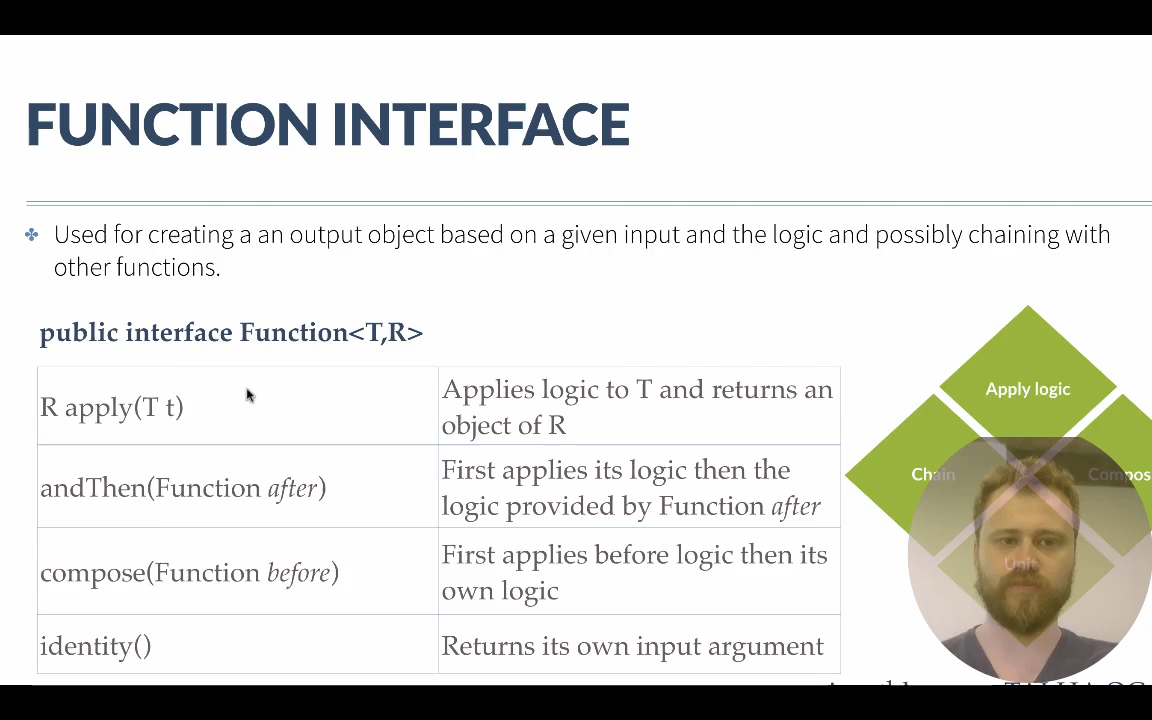 FUNCTION INTERFACE
Used for creating a an output object based on a given input and the logic and possibly chaining with
other functions.
public interface Function<T,R>
R apply(T t)
Applies logic to T and returns an
object of R
andThen(Function after)
First applies its logic then the
logic provided by Function after
compose(Function before)
First applies before logic then its
own logic
identity()
Returns its own input argument
Apply logic
Chain
Compos
Unit